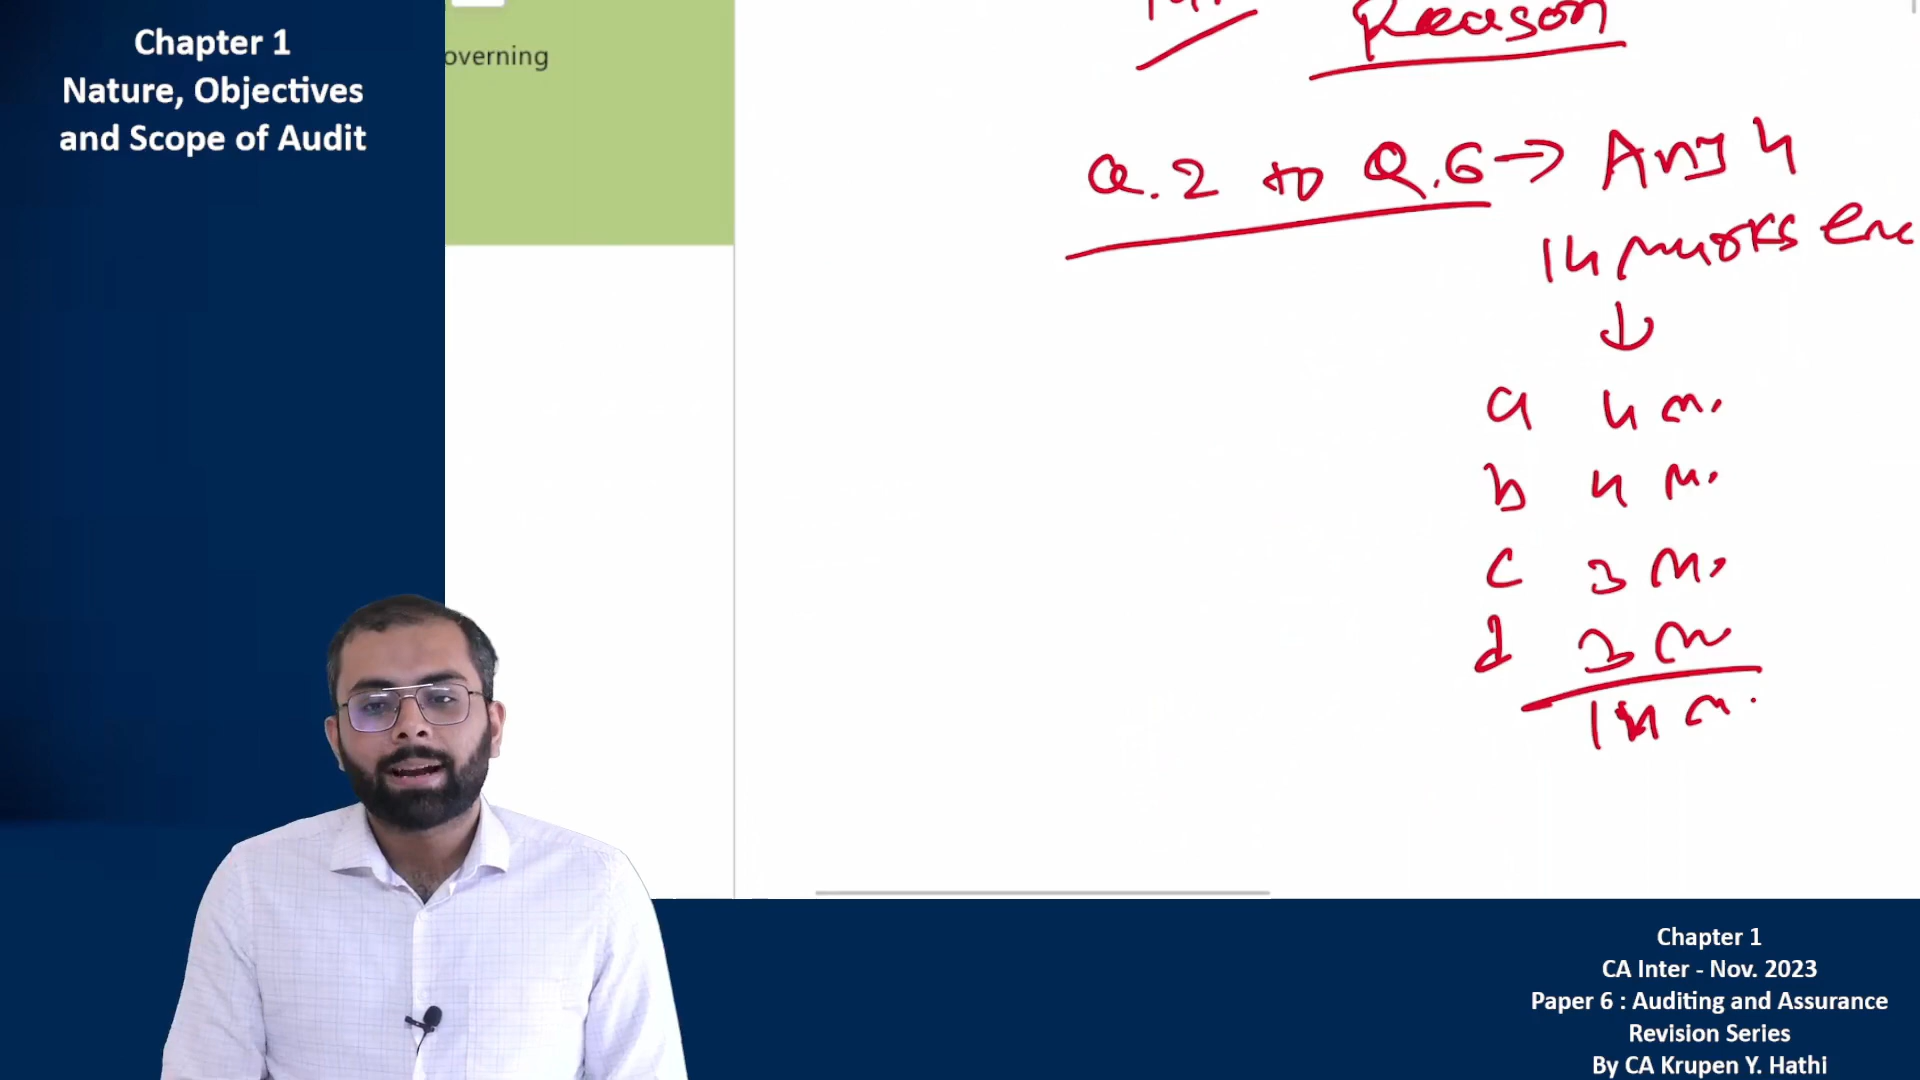 Chapter 1
Nature, Objectives
and Scope of Audit
overning
Reason
Q.2 to Q.6 → Any 4
14 marks
↓
a 4 m.
b 4 m.
c 3 m.
d 3 m
14 m.
Chapter 1
CA Inter - Nov. 2023
Paper 6 : Auditing and Assurance
Revision Series
By CA Krupen Y. Hathi